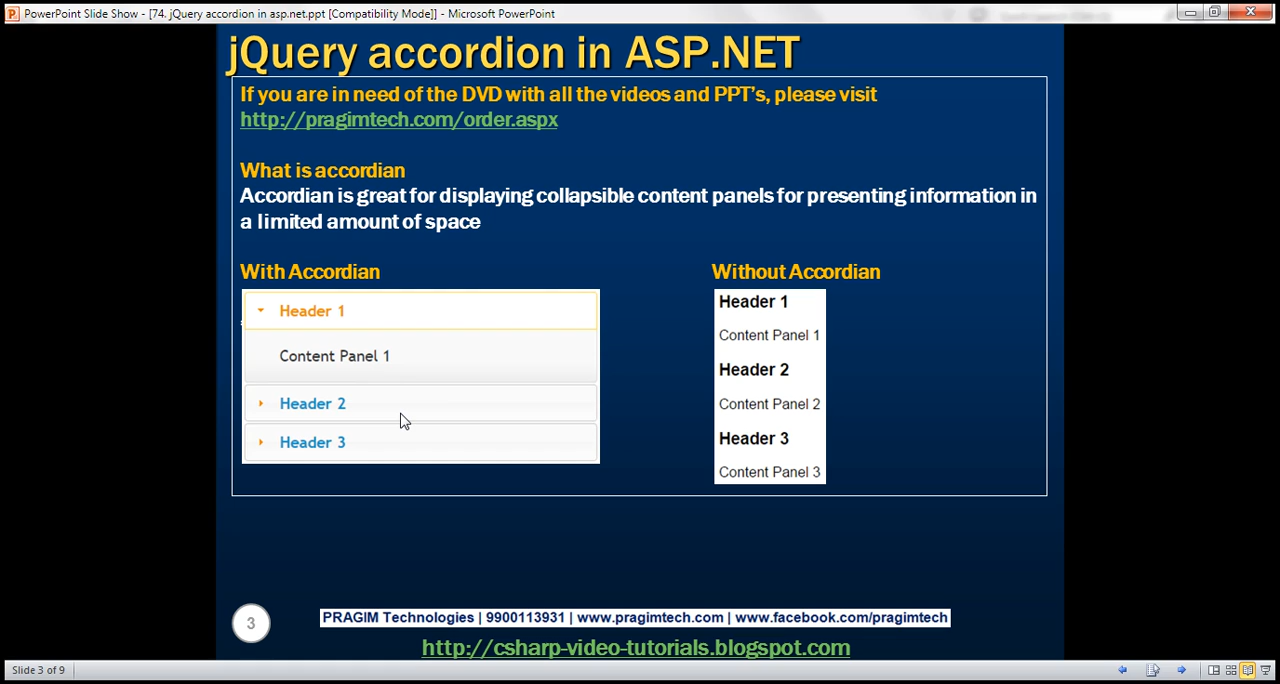 PowerPoint Slide Show - [74. jQuery accordion in asp.net.ppt [Compatibility Mode]] - Microsoft PowerPoint
jQuery accordion in ASP.NET
If you are in need of the DVD with all the videos and PPT's, please visit
http://pragimtech.com/order.aspx
What is accordian
Accordian is great for displaying collapsible content panels for presenting information in
a limited amount of space
With Accordian
Header 1
Content Panel 1
Header 2
Header 3
Without Accordian
Header 1
Content Panel 1
Header 2
Content Panel 2
Header 3
Content Panel 3
3
PRAGIM Technologies | 9900113931 | www.pragimtech.com | www.facebook.com/pragimtech
http://csharp-video-tutorials.blogspot.com
Slide 3 of 9